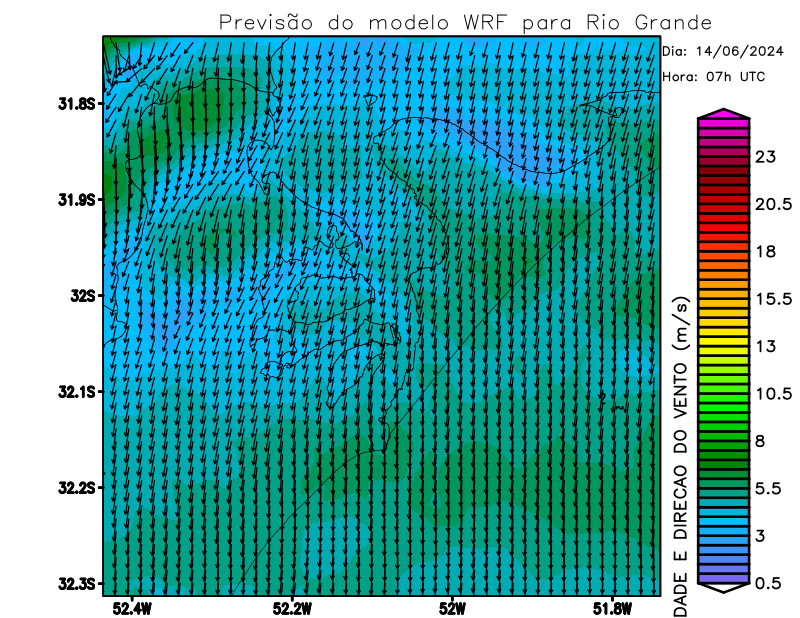 Previsão do modelo WRF para Rio Grande
Dia: 14/06/2024
Hora: 07h UTC
31.8S
31.9S
32S
32.1S
32.2S
32.3S
52.4W
52.2W
52W
51.8W
23
20.5
18
15.5
13
10.5
8
5.5
3
0.5
DADE E DIRECAO DO VENTO (m/s)